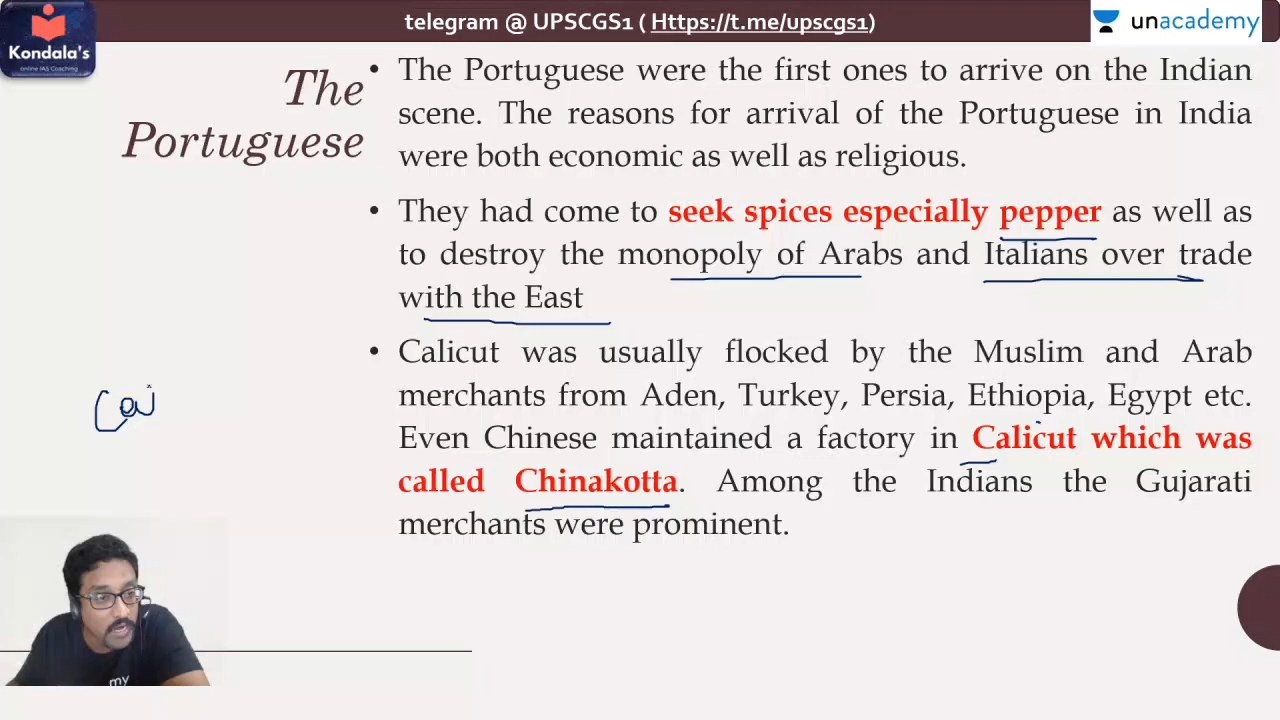 telegram @ UPSCGS1 ( Https://t.me/upscgs1)
unacademy
Kondala's
online IAS Coaching
The
Portuguese
• The Portuguese were the first ones to arrive on the Indian
scene. The reasons for arrival of the Portuguese in India
were both economic as well as religious.
• They had come to seek spices especially pepper as well as
to destroy the monopoly of Arabs and Italians over trade
with the East
• Calicut was usually flocked by the Muslim and Arab
merchants from Aden, Turkey, Persia, Ethiopia, Egypt etc.
Even Chinese maintained a factory in Calicut which was
called Chinakotta. Among the Indians the Gujarati
merchants were prominent.
my